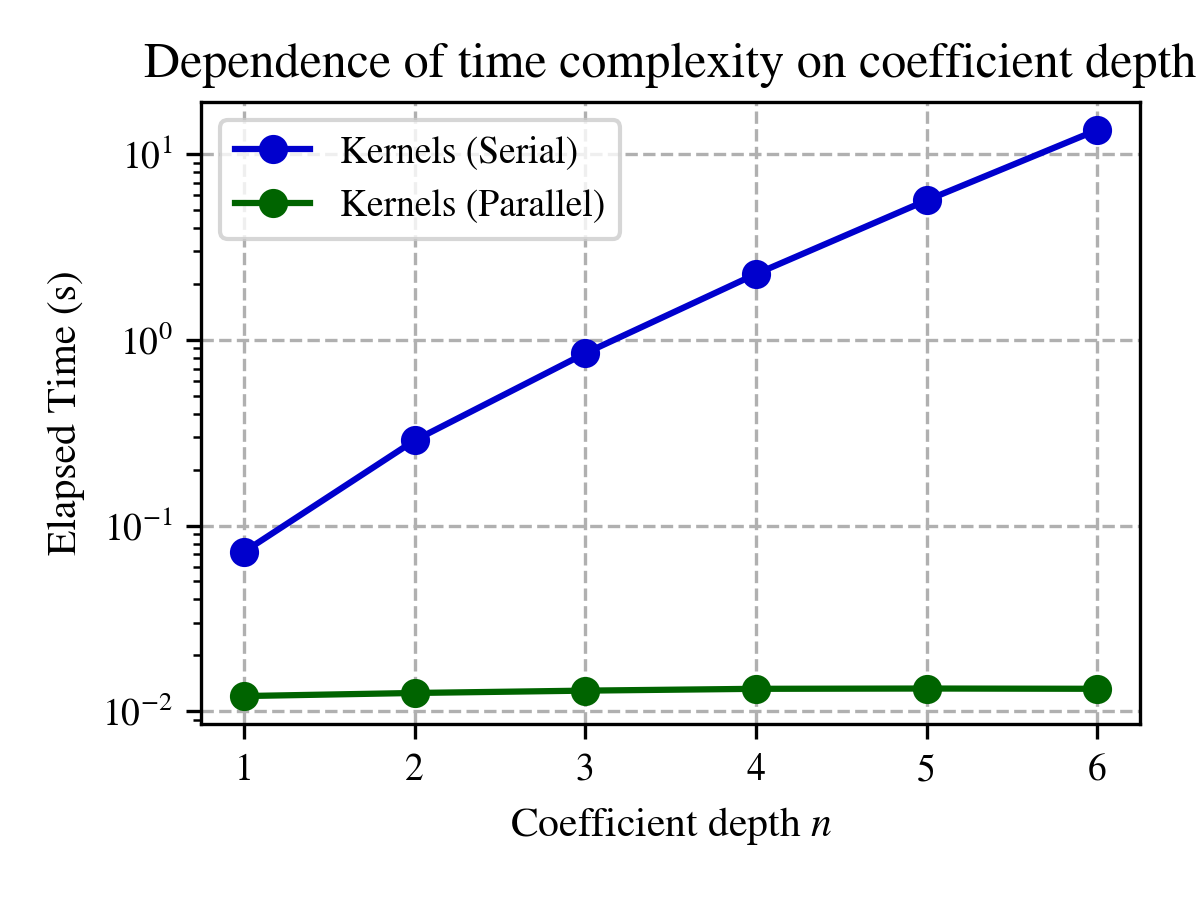 Dependence of time complexity on coefficient depth
Kernels (Serial)
Kernels (Parallel)
Elapsed Time (s)
10¹
10⁰
10⁻¹
10⁻²
1 2 3 4 5 6
Coefficient depth n